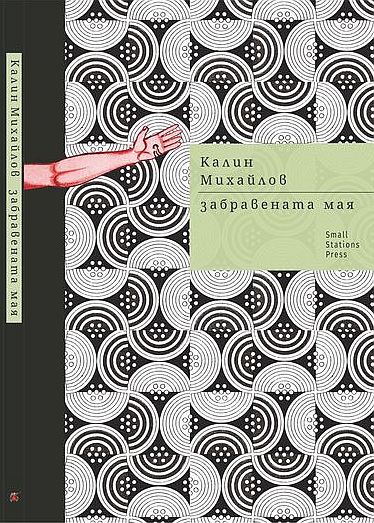 Калин Михайлов Забравената мая
Калин
Михайлов
забравената мая
Small
Stations
Press